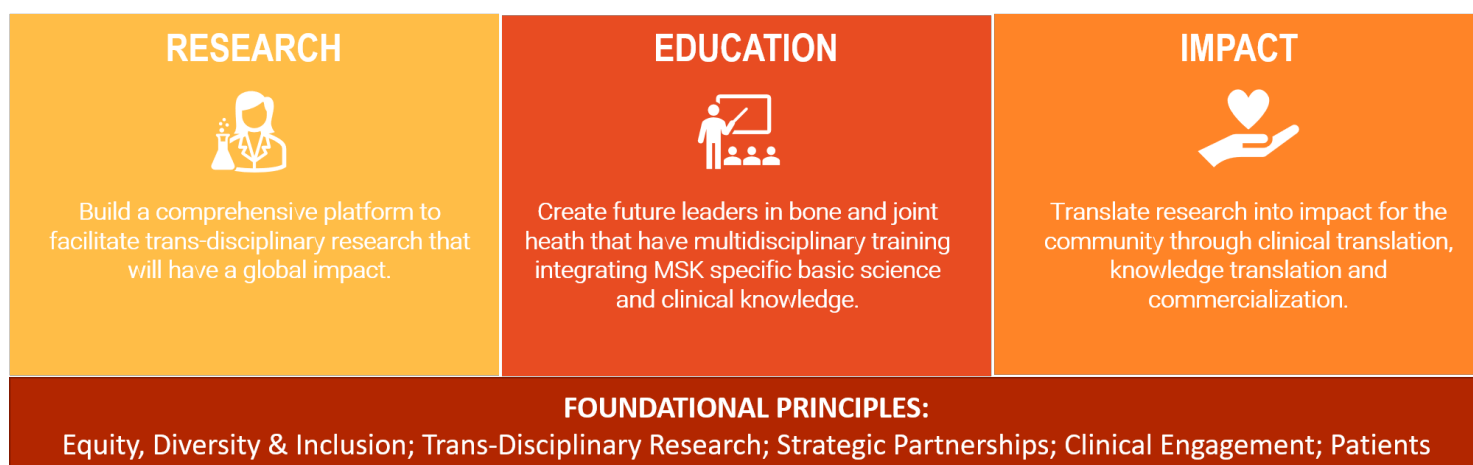 RESEARCH
Build a comprehensive platform to
facilitate trans-disciplinary research that
will have a global impact.
EDUCATION
Create future leaders in bone and joint
heath that have multidisciplinary training
integrating MSK specific basic science
and clinical knowledge.
IMPACT
Translate research into impact for the
community through clinical translation,
knowledge translation and
commercialization.
FOUNDATIONAL PRINCIPLES:
Equity, Diversity & Inclusion; Trans-Disciplinary Research; Strategic Partnerships; Clinical Engagement; Patients